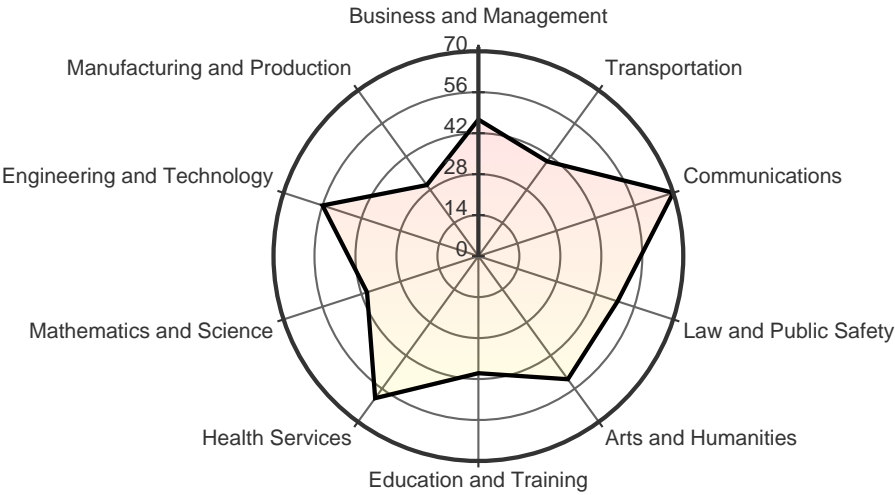 Business and Management
70
Manufacturing and Production
Transportation
56
42
Engineering and Technology
28
Communications
14
0
Mathematics and Science
Law and Public Safety
Health Services
Arts and Humanities
Education and Training